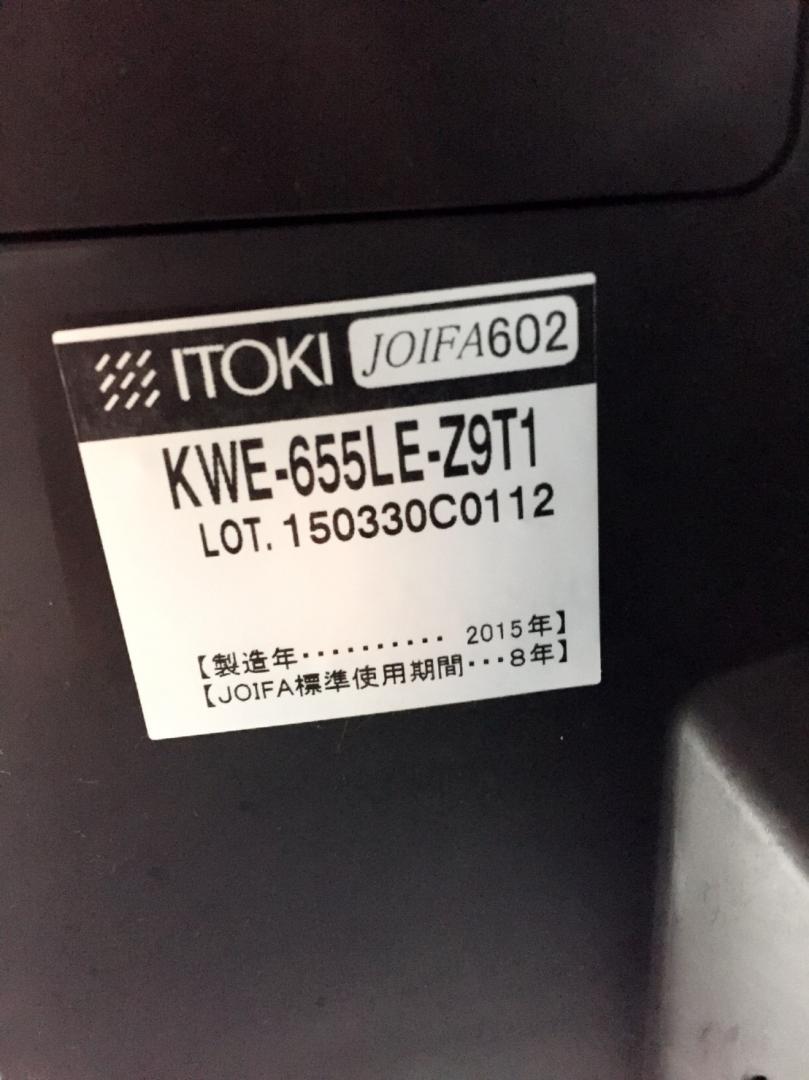 ITOKI JOIFA602
KWE-655LE-Z9T1
LOT. 150330C0112
【製造年・・・・・・・・・・ 2015年】
【JOIFA標準使用期間・・・8年】